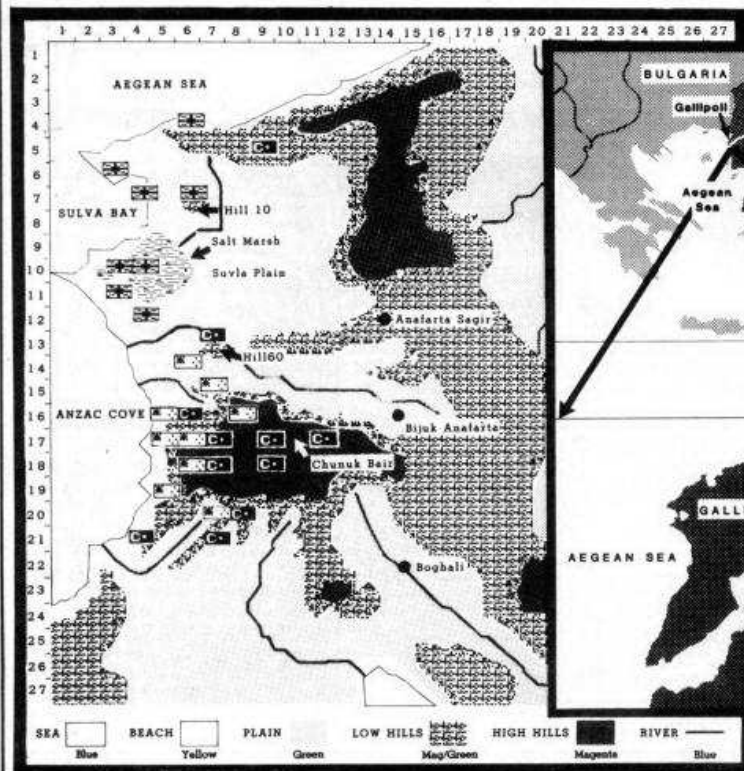 1 2 3 4 5 6 7 8 9 10 11 12 13 14 15 16 17 18 19 20 21 22 23 24 25 26 27
1
2
3
4
5
6
7
8
9
10
11
12
13
14
15
16
17
18
19
20
21
22
23
24
25
26
27
AEGEAN SEA
SULVA BAY
Hill 10
Salt Marsh
Suvla Plain
Anafarta Sagir
Hill60
ANZAC COVE
Bijuk Anafarta
Chunuk Bair
Boghali
BULGARIA
Gallipoli
Aegean
Sea
GALLI
AEGEAN SEA
SEA BEACH PLAIN LOW HILLS HIGH HILLS RIVER
Blue Yellow Green Mag/Green Magenta Blue